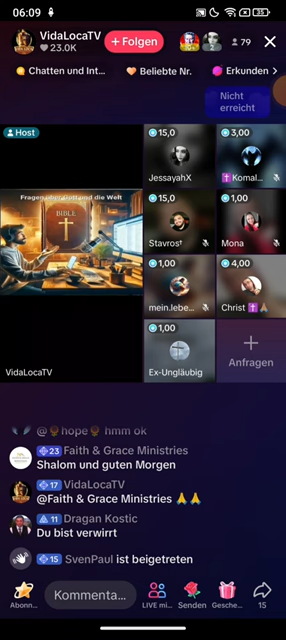 06:09
35
VidaLocaTV
23.0K
+ Folgen
2
79
Chatten und Int...
Beliebte Nr.
Erkunden
Nicht
erreicht
Host
15,0
JessayahX
3,00
Komal...
Fragen über Gott und die Welt
BIBLE
15,0
Stavros†
1,00
Mona
1,00
mein.lebe...
4,00
Christ
VidaLocaTV
1,00
Ex-Ungläubig
+
Anfragen
@hope hmm ok
23 Faith & Grace Ministries
Shalom und guten Morgen
17 VidaLocaTV
@Faith & Grace Ministries 🙏🙏
11 Dragan Kostic
Du bist verwirrt
15 SvenPaul ist beigetreten
Abonn...
Kommenta...
LIVE mi...
Senden
Gesche...
15